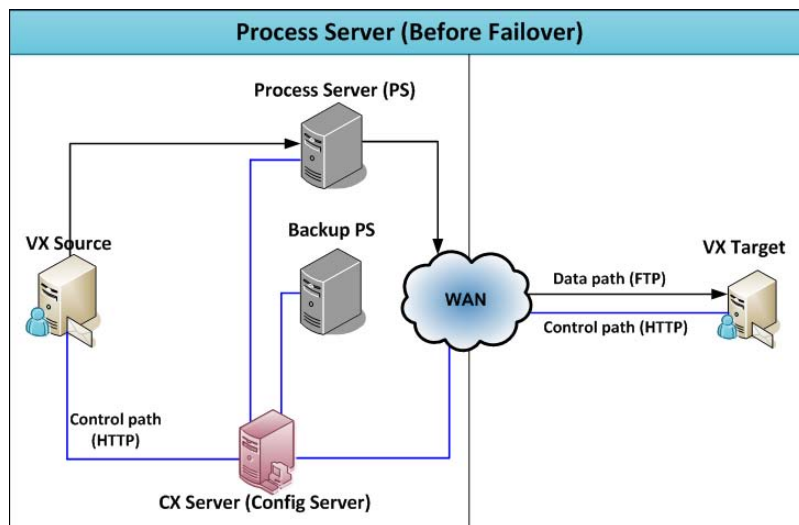 Process Server (Before Failover)
Process Server (PS)
VX Source
Backup PS
VX Target
WAN
Data path (FTP)
Control path (HTTP)
Control path
(HTTP)
CX Server (Config Server)